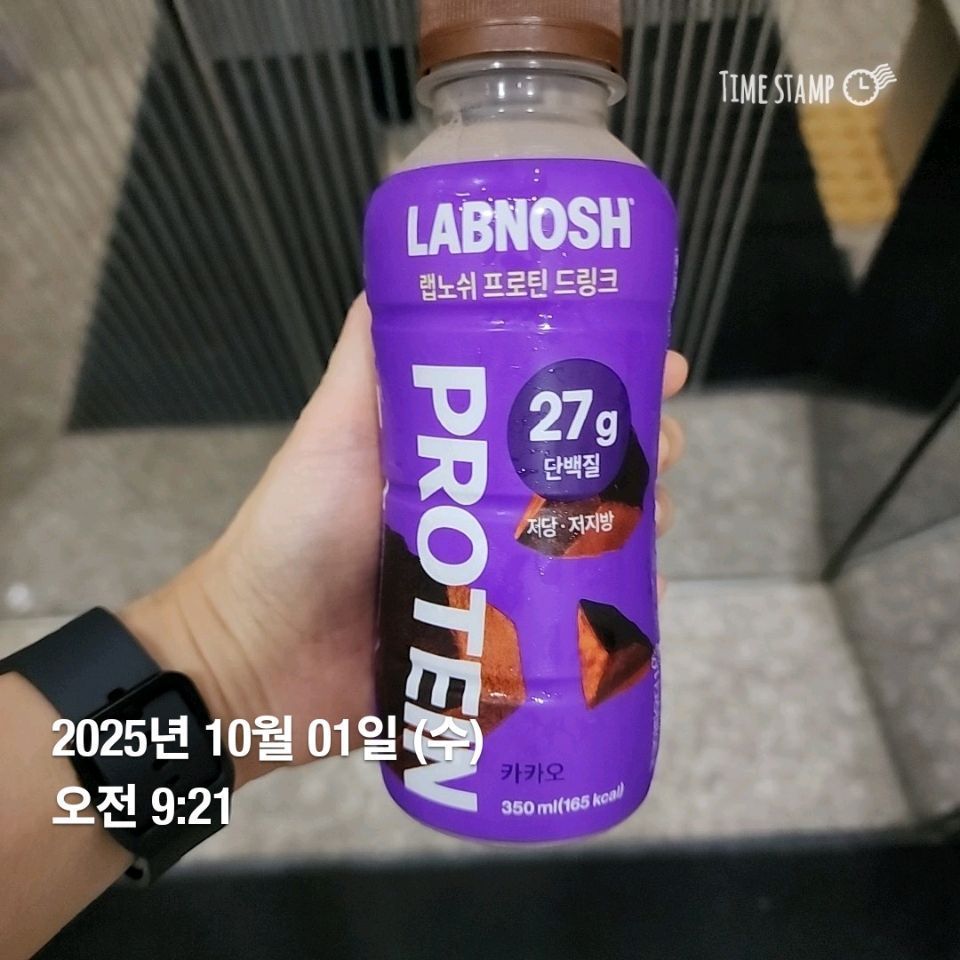 TIME STAMP
LABNOSH
랩노쉬 프로틴 드링크
PROTEIN
27g
단백질
저당·저지방
카카오
350 ml(165 kcal)
2025년 10월 01일 (수)
오전 9:21